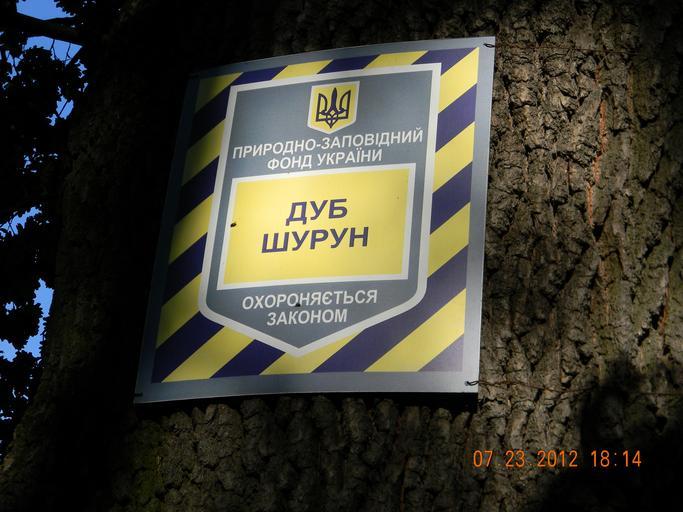 ПРИРОДНО-ЗАПОВІДНИЙ
ФОНД УКРАЇНИ
ДУБ
ШУРУН
ОХОРОНЯЄТЬСЯ
ЗАКОНОМ
07.23.2012 18:14